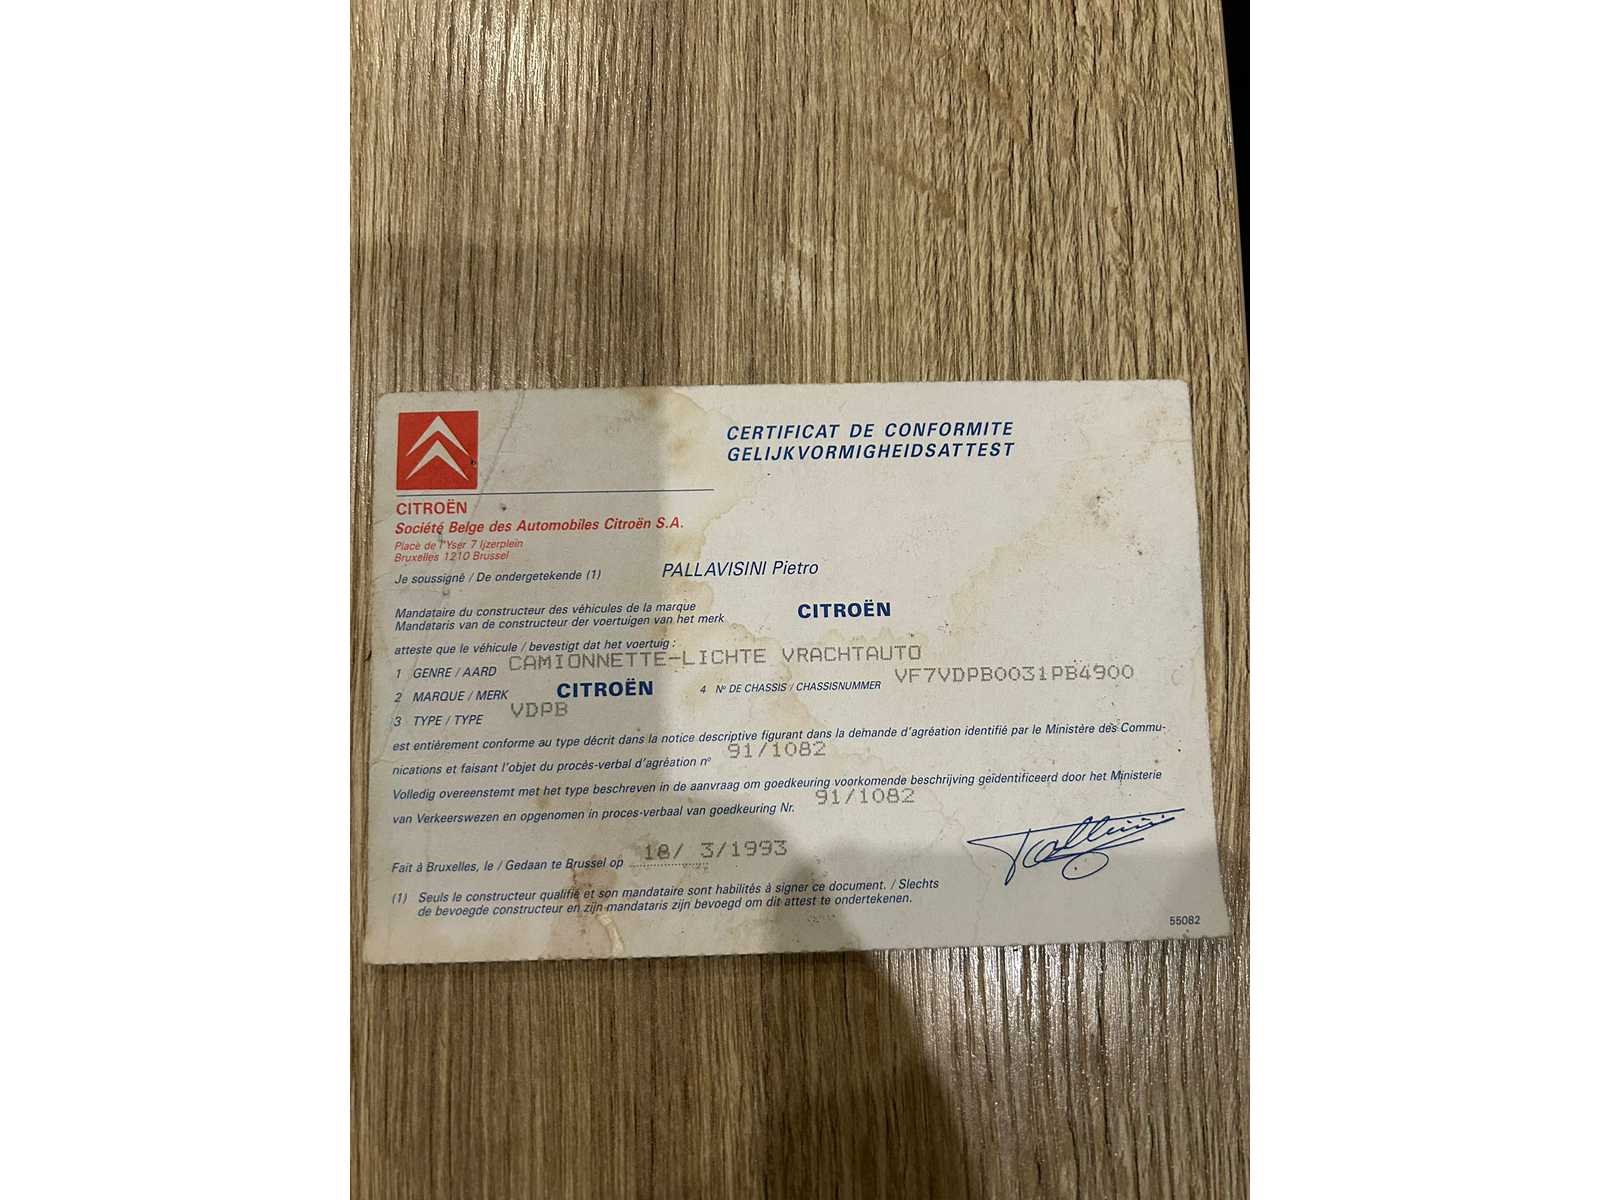 CERTIFICAT DE CONFORMITE
GELIJKVORMIGHEIDSATTEST
CITROËN
Société Belge des Automobiles Citroën S.A.
Place de l'Yser 7 Ijzerplein
Bruxelles 1210 Brussel
Je soussigné / De ondergetekende (1) PALLAVISINI Pietro
Mandataire du constructeur des véhicules de la marque
Mandataris van de constructeur der voertuigen van het merk CITROËN
atteste que le véhicule / bevestigt dat het voertuig :
1 GENRE / AARD CAMIONNETTE-LICHTE VRACHTAUTO
2 MARQUE / MERK CITROËN 4 N° DE CHASSIS / CHASSISNUMMER VF7VDPB0031PB4900
3 TYPE / TYPE VDPB
est entièrement conforme au type décrit dans la notice descriptive figurant dans la demande d'agréation identifié par le Ministère des Commu-
nications et faisant l'objet du procès-verbal d'agréation n° 91/1082
Volledig overeenstemt met het type beschreven in de aanvraag om goedkeuring voorkomende beschrijving geïdentificeerd door het Ministerie
van Verkeerswezen en opgenomen in proces-verbaal van goedkeuring Nr. 91/1082
Fait à Bruxelles, le / Gedaan te Brussel op 18/ 3/1993
(1) Seuls le constructeur qualifié et son mandataire sont habilités à signer ce document. / Slechts
de bevoegde constructeur en zijn mandataris zijn bevoegd om dit attest te ondertekenen.
55082